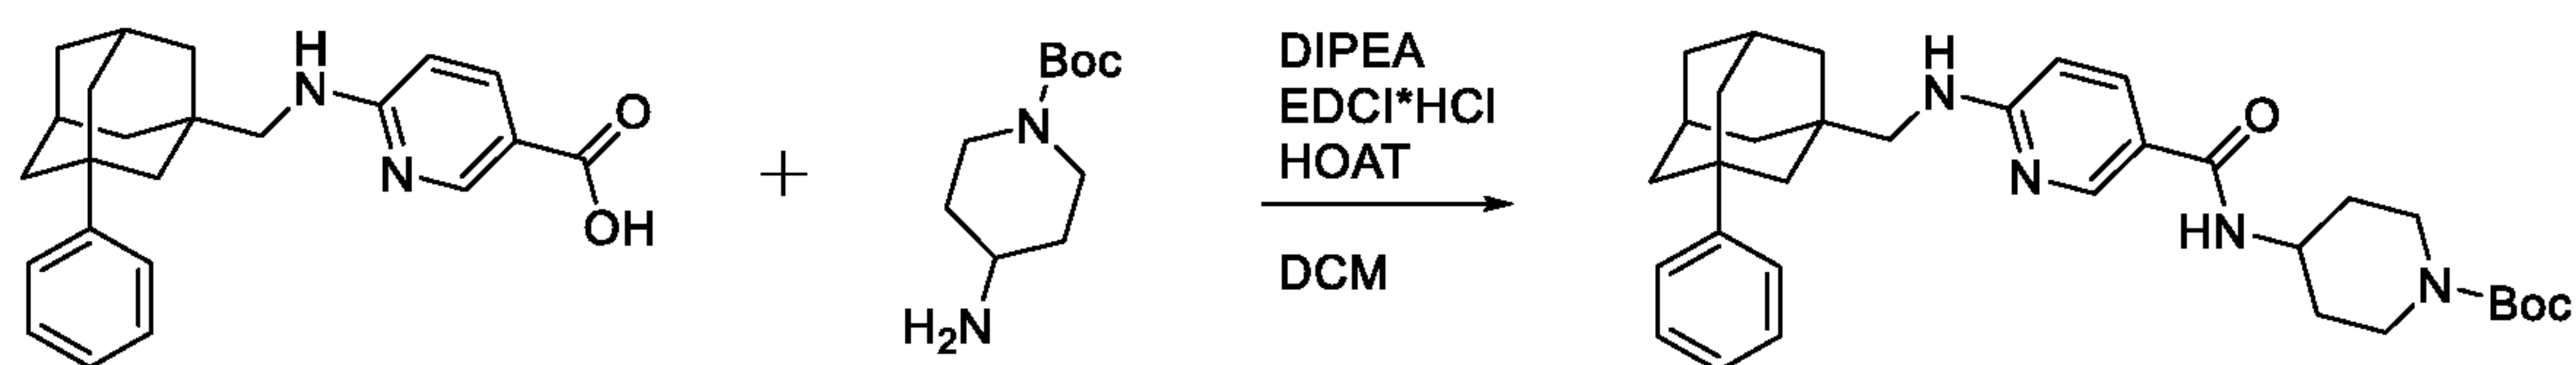 H
N
N
O
OH
+
Boc
N
H₂N
DIPEA
EDCI*HCl
HOAT
DCM
H
N
N
O
HN
N
Boc